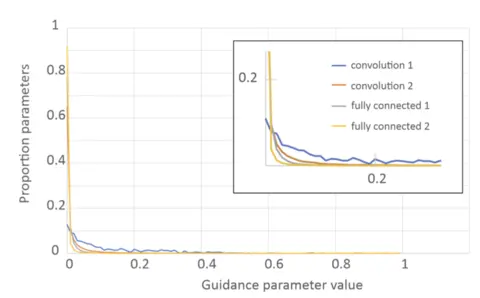 1
0.8
0.6
0.4
0.2
0
Proportion parameters
0.2
convolution 1
convolution 2
fully connected 1
fully connected 2
0.2
0
0.2
0.4
0.6
0.8
1
Guidance parameter value